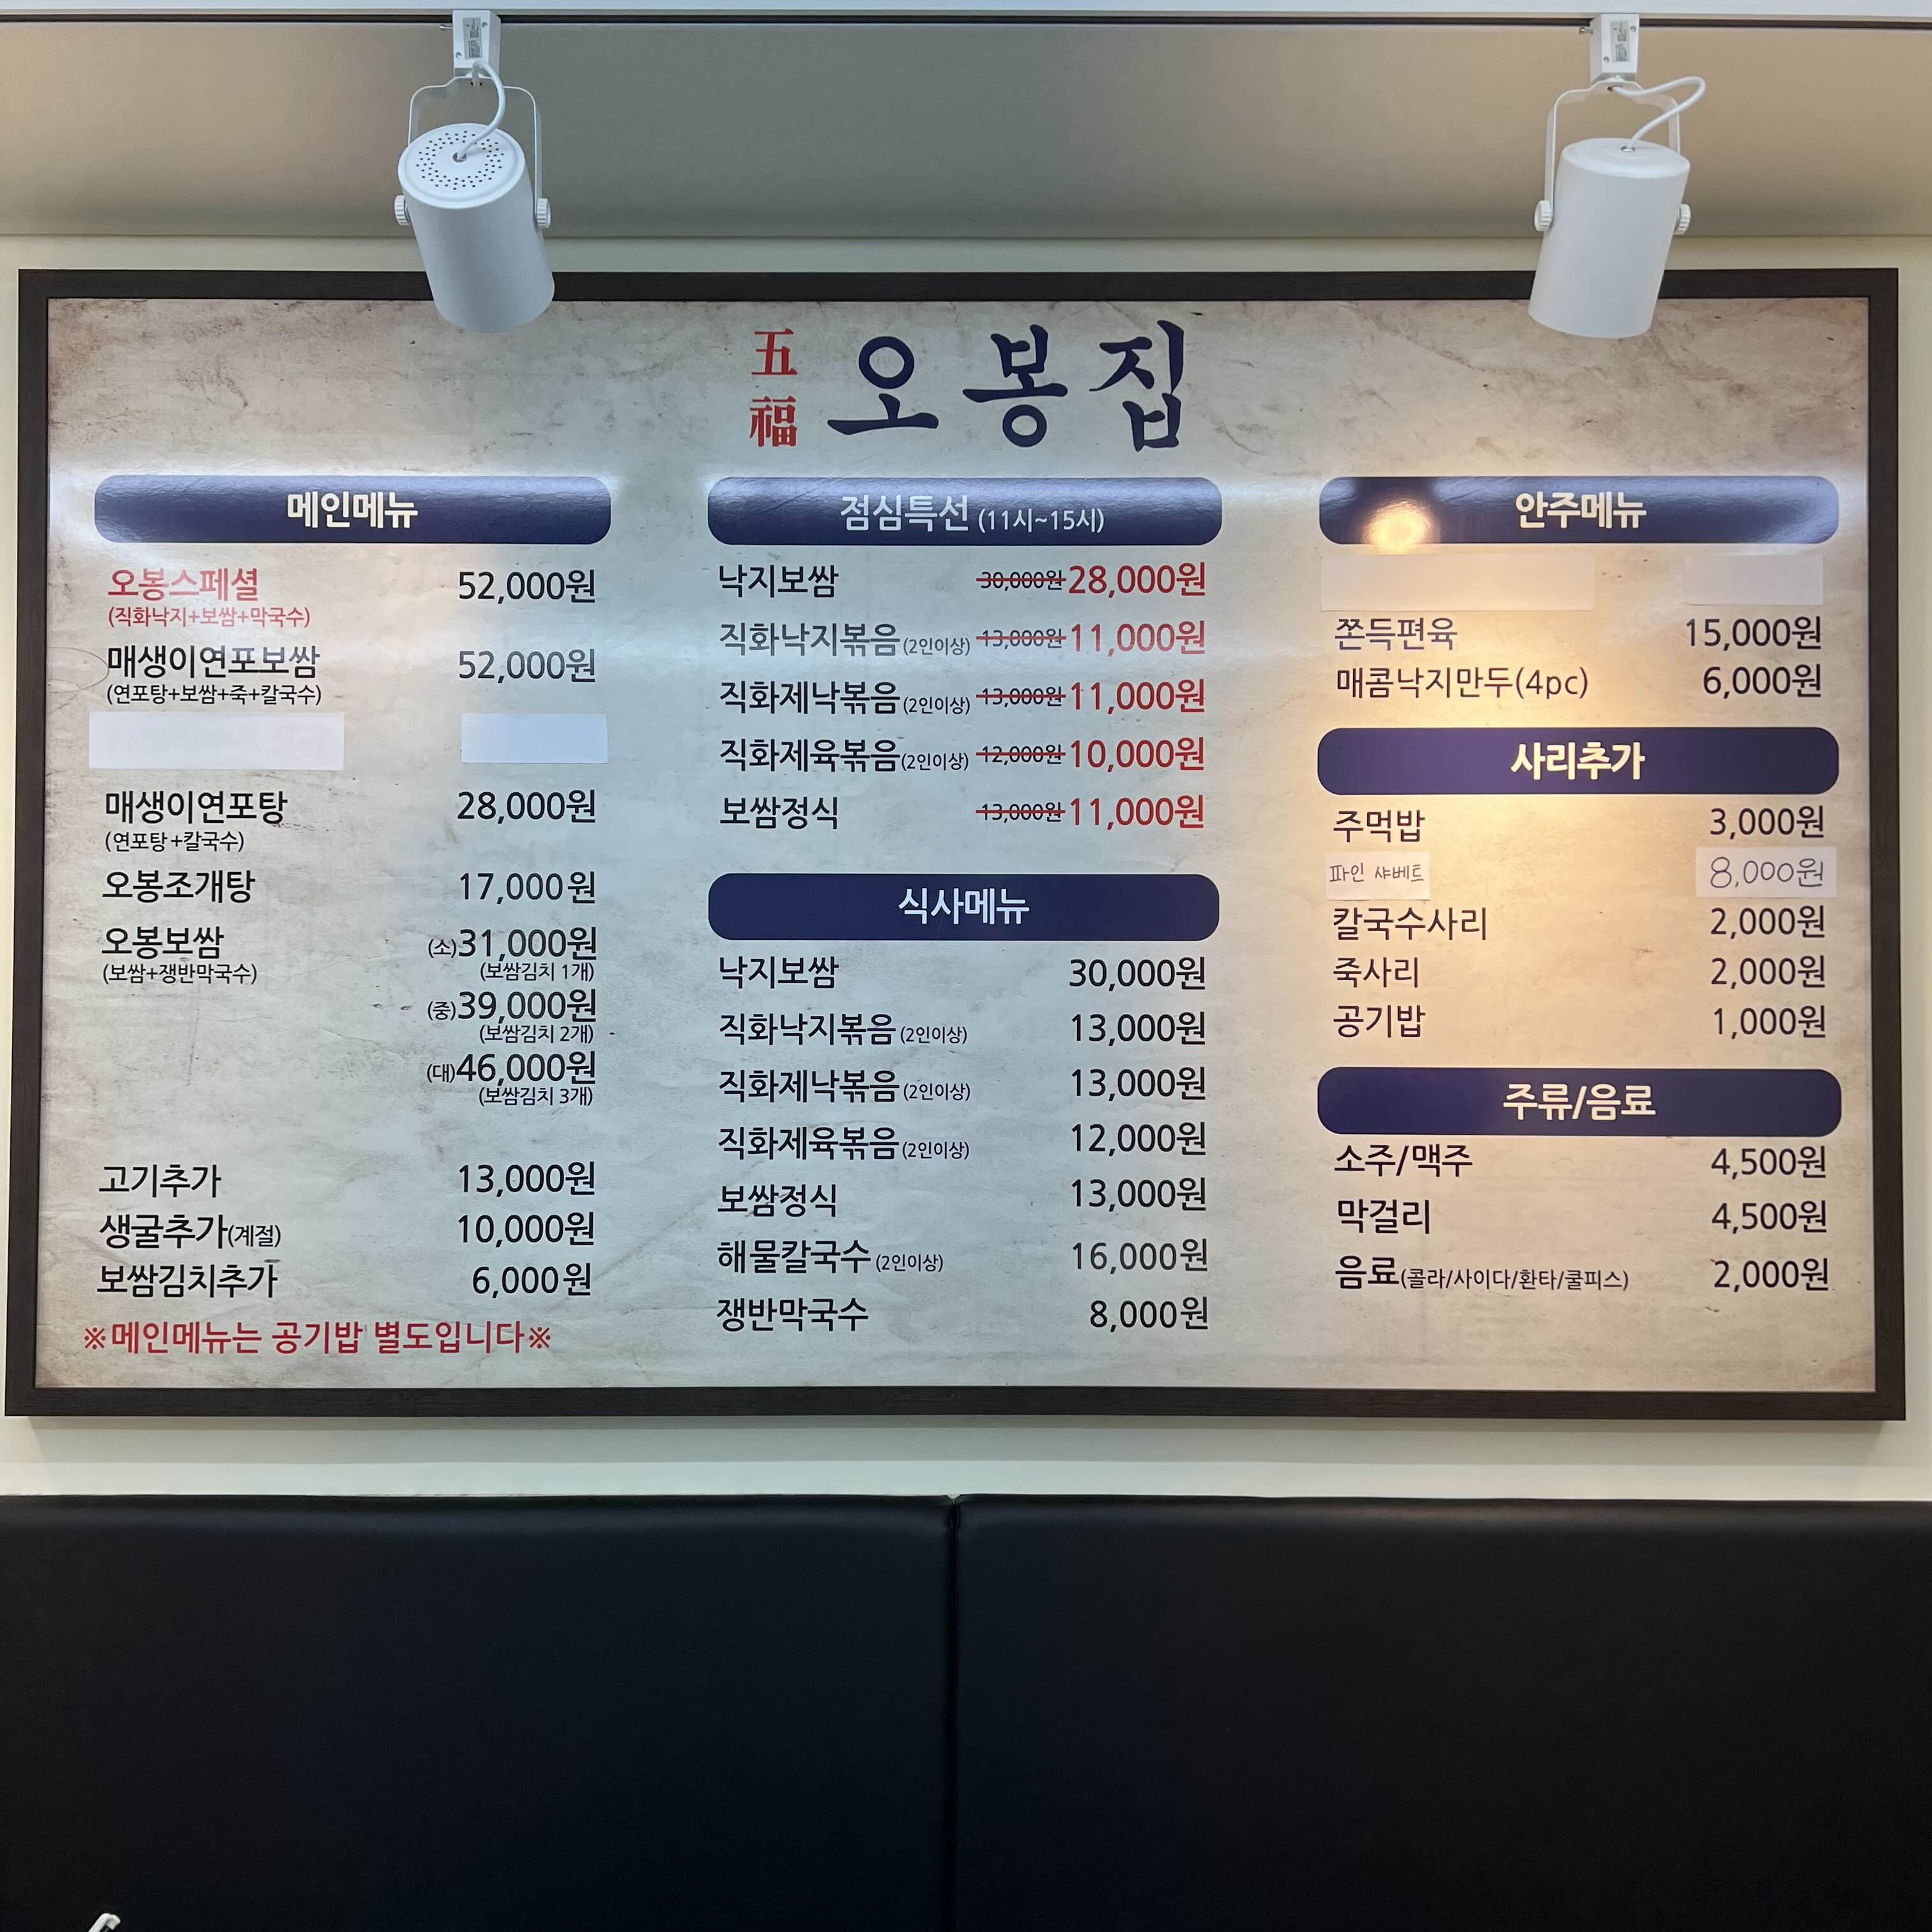 五福 오봉집
메인메뉴
오봉스페셜 52,000원
(직화낙지+보쌈+막국수)
매생이연포보쌈 52,000원
(연포탕+보쌈+죽+칼국수)
매생이연포탕 28,000원
(연포탕+칼국수)
오봉조개탕 17,000원
오봉보쌈 (소)31,000원
(보쌈+쟁반막국수) (보쌈김치 1개)
(중)39,000원
(보쌈김치 2개)
(대)46,000원
(보쌈김치 3개)
고기추가 13,000원
생굴추가(계절) 10,000원
보쌈김치추가 6,000원
※메인메뉴는 공기밥 별도입니다※
점심특선 (11시~15시)
낙지보쌈 30,000원 28,000원
직화낙지볶음(2인이상) 13,000원 11,000원
직화제낙볶음(2인이상) 13,000원 11,000원
직화제육볶음(2인이상) 12,000원 10,000원
보쌈정식 13,000원 11,000원
식사메뉴
낙지보쌈 30,000원
직화낙지볶음(2인이상) 13,000원
직화제낙볶음(2인이상) 13,000원
직화제육볶음(2인이상) 12,000원
보쌈정식 13,000원
해물칼국수(2인이상) 16,000원
쟁반막국수 8,000원
안주메뉴
쫀득편육 15,000원
매콤낙지만두(4pc) 6,000원
사리추가
주먹밥 3,000원
파인 샤베트 8,000원
칼국수사리 2,000원
죽사리 2,000원
공기밥 1,000원
주류/음료
소주/맥주 4,500원
막걸리 4,500원
음료(콜라/사이다/환타/쿨피스) 2,000원